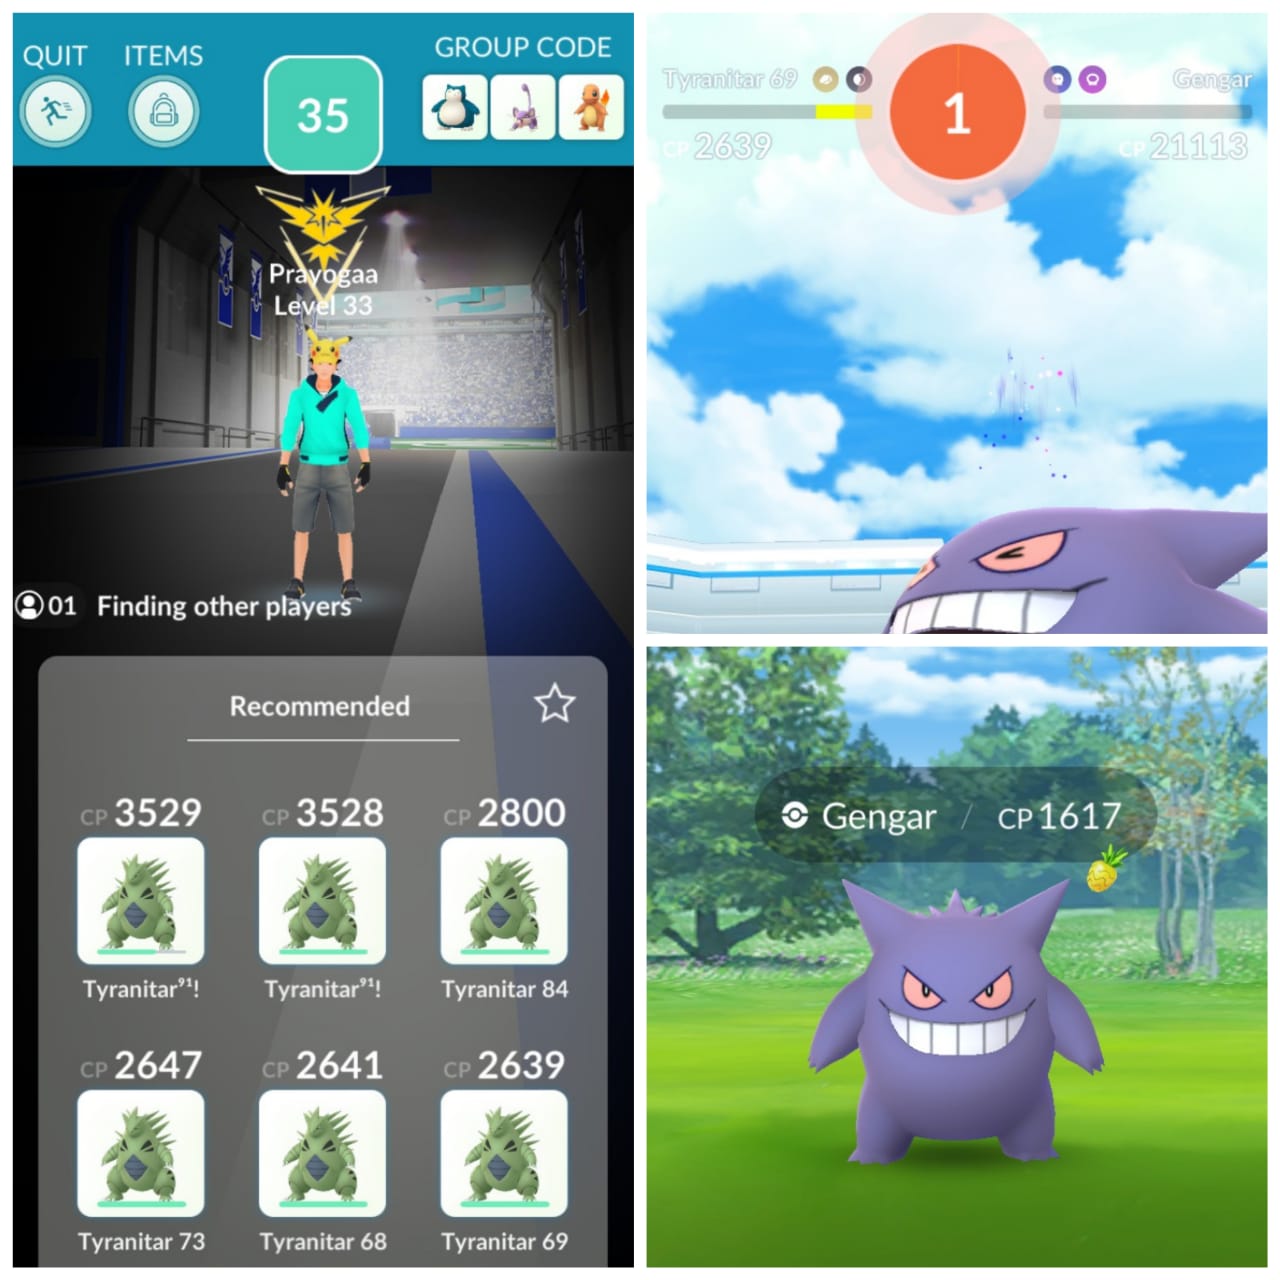 QUIT
ITEMS
GROUP CODE
35
Prayogaa
Level 33
01 Finding other players
Recommended
CP 3529
CP 3528
CP 2800
Tyranitar⁹¹!
Tyranitar⁹¹!
Tyranitar 84
CP 2647
CP 2641
CP 2639
Tyranitar 73
Tyranitar 68
Tyranitar 69
Tyranitar 69
CP 2639
1
Gengar
CP 21113
Gengar / CP 1617